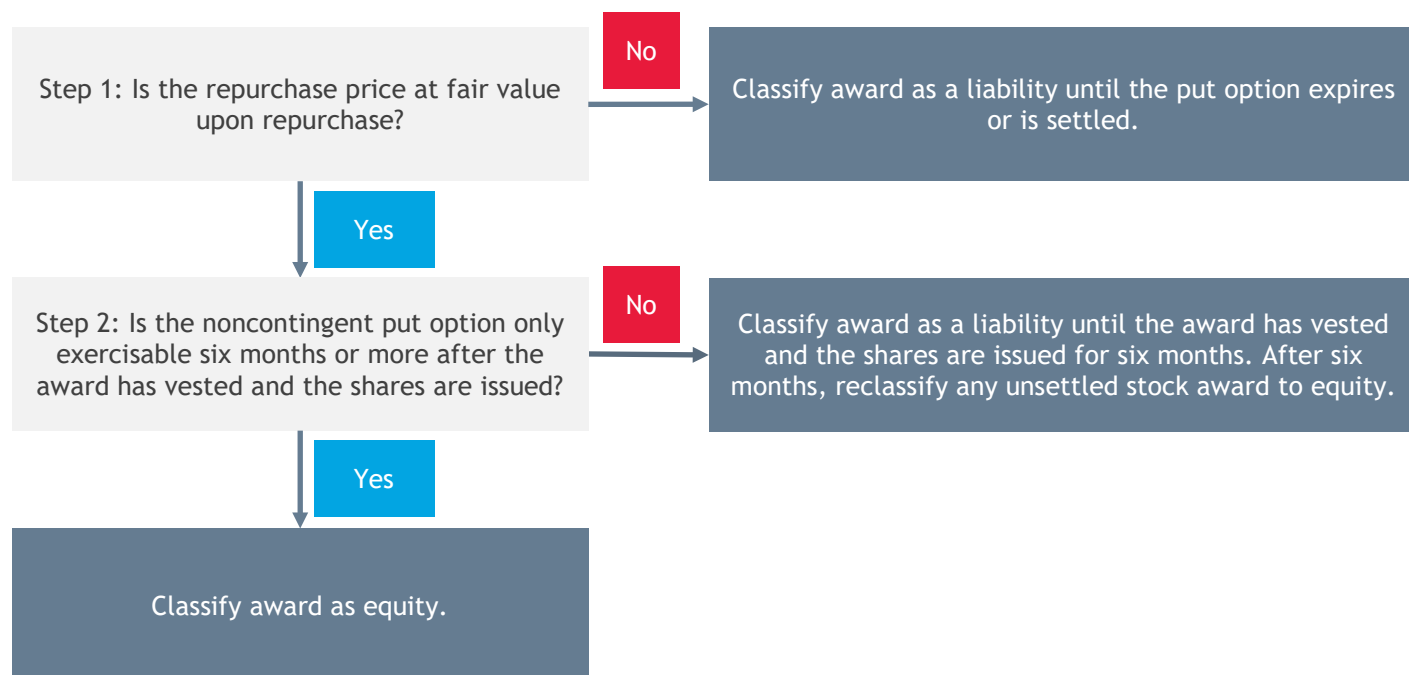 Step 1: Is the repurchase price at fair value
upon repurchase?
No
Classify award as a liability until the put option expires
or is settled.
Yes
Step 2: Is the noncontingent put option only
exercisable six months or more after the
award has vested and the shares are issued?
No
Classify award as a liability until the award has vested
and the shares are issued for six months. After six
months, reclassify any unsettled stock award to equity.
Yes
Classify award as equity.